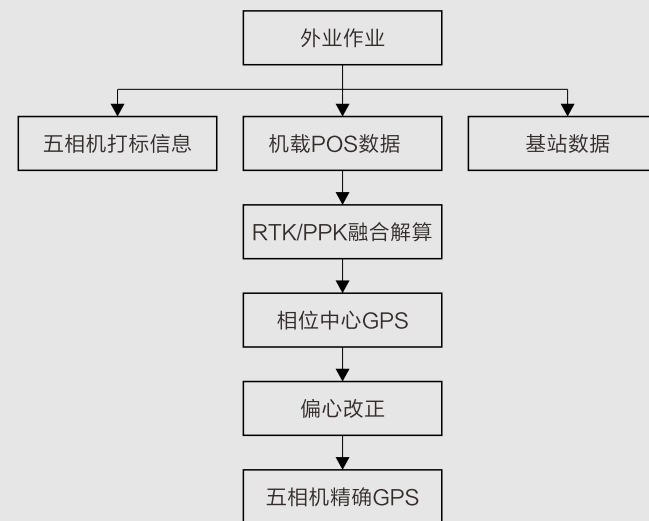 外业作业
五相机打标信息
机载POS数据
基站数据
RTK/PPK融合解算
相位中心GPS
偏心改正
五相机精确GPS